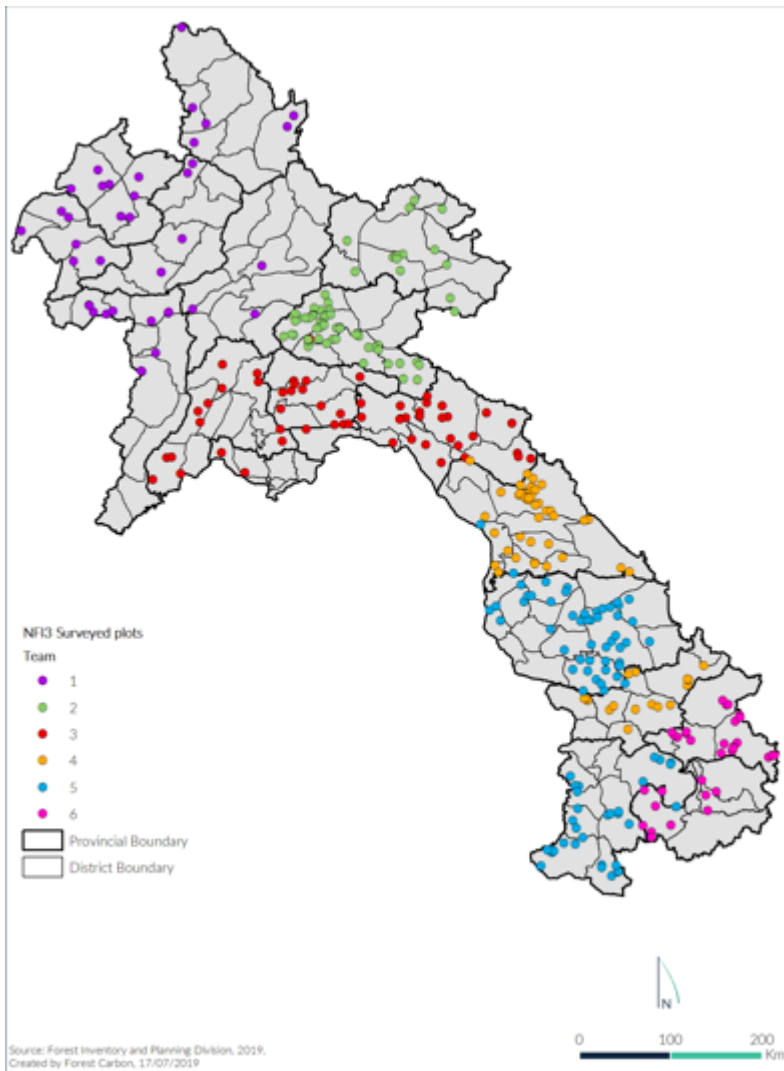 NFI3 Surveyed plots
Team
1
2
3
4
5
6
Provincial Boundary
District Boundary
N
0 100 200
Km
Source: Forest Inventory and Planning Division, 2019.
Created by Forest Carbon, 17/07/2019